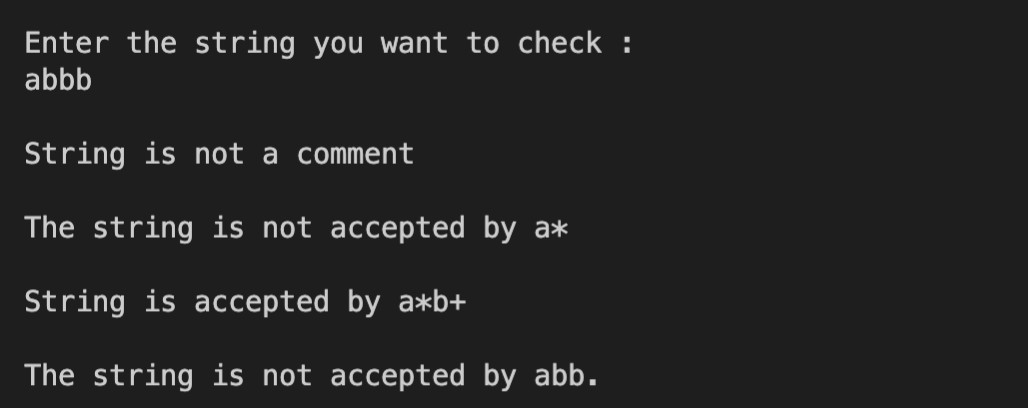 Enter the string you want to check :
abbb
String is not a comment
The string is not accepted by a*
String is accepted by a*b+
The string is not accepted by abb.